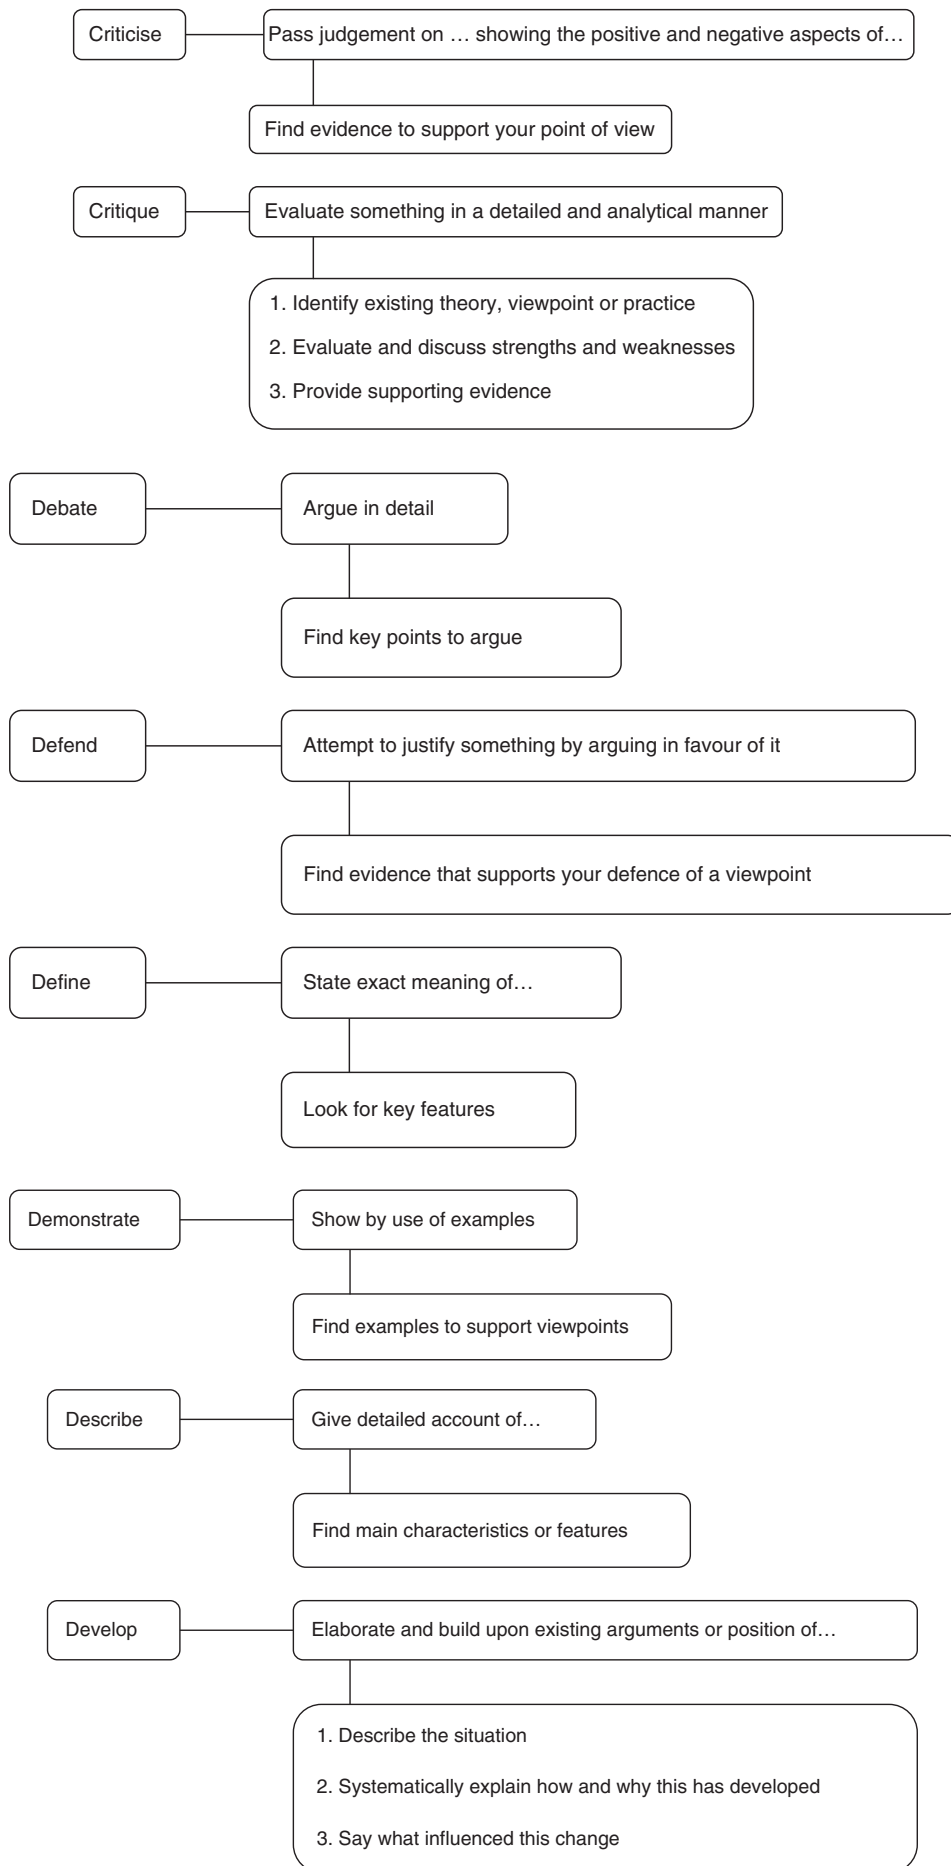 Criticise
Pass judgement on … showing the positive and negative aspects of…
Find evidence to support your point of view
Critique
Evaluate something in a detailed and analytical manner
1. Identify existing theory, viewpoint or practice
2. Evaluate and discuss strengths and weaknesses
3. Provide supporting evidence
Debate
Argue in detail
Find key points to argue
Defend
Attempt to justify something by arguing in favour of it
Find evidence that supports your defence of a viewpoint
Define
State exact meaning of…
Look for key features
Demonstrate
Show by use of examples
Find examples to support viewpoints
Describe
Give detailed account of…
Find main characteristics or features
Develop
Elaborate and build upon existing arguments or position of…
1. Describe the situation
2. Systematically explain how and why this has developed
3. Say what influenced this change